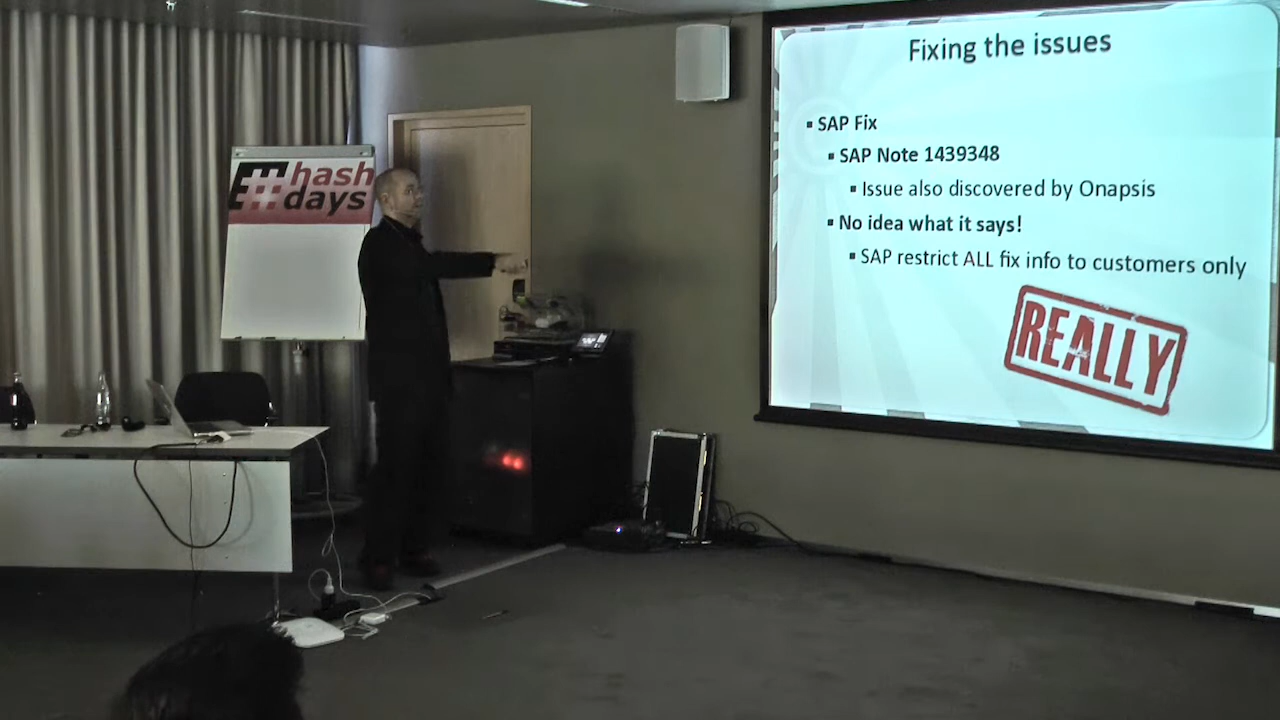 hash
days
Fixing the issues
▪ SAP Fix
▪ SAP Note 1439348
▪ Issue also discovered by Onapsis
▪ No idea what it says!
▪ SAP restrict ALL fix info to customers only
REALLY